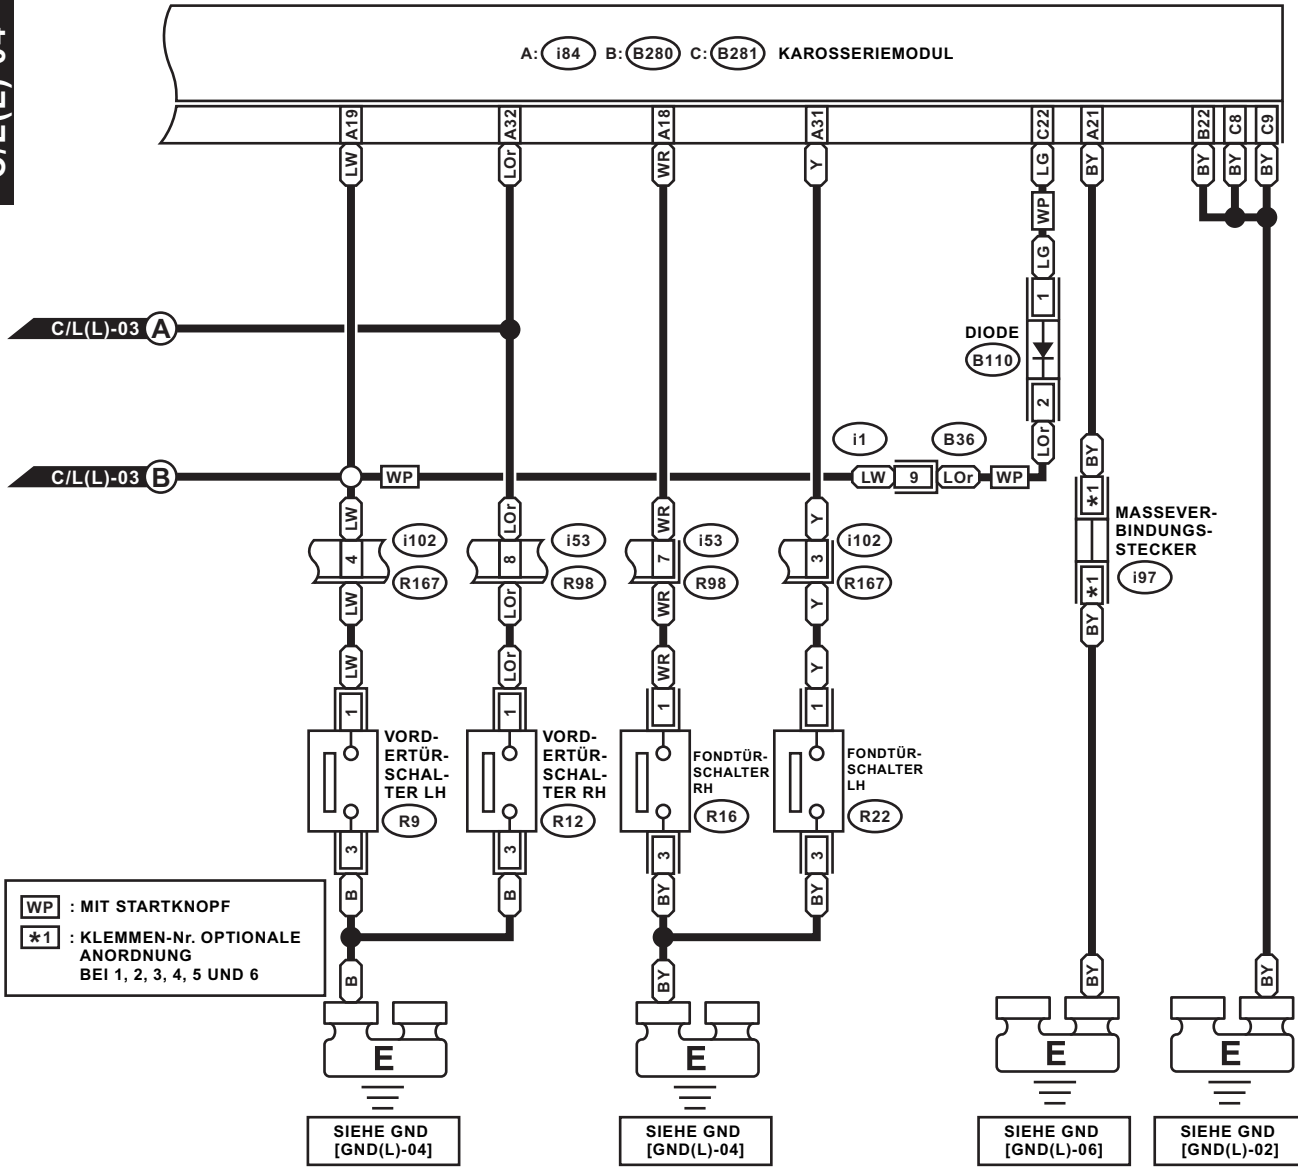 C/L(L)-04
A: i84 B: B280 C: B281 KAROSSERIEMODUL
A19 A32 A18 A31 C22 A21 B22 C8 C9
LW LOr WR Y LG BY BY BY BY
WP
LG
1
C/L(L)-03 A
DIODE
B110
2
LOr
i1 B36
BY
C/L(L)-03 B WP LW 9 LOr WP
*1
MASSEVER-
BINDUNGS-
STECKER
i97
*1
BY
LW LOr WR Y
4 i102 8 i53 7 i53 3 i102
R167 R98 R98 R167
LW LOr WR Y
LW LOr WR Y
1 1 1 1
VORD-
ERTÜR-
SCHAL-
TER LH
R9
VORD-
ERTÜR-
SCHAL-
TER RH
R12
FONDTÜR-
SCHALTER
RH
R16
FONDTÜR-
SCHALTER
LH
R22
3 3 3 3
B B BY BY
WP : MIT STARTKNOPF
*1 : KLEMMEN-Nr. OPTIONALE
ANORDNUNG
BEI 1, 2, 3, 4, 5 UND 6
B BY BY BY
E E E E
SIEHE GND
[GND(L)-04]
SIEHE GND
[GND(L)-04]
SIEHE GND
[GND(L)-06]
SIEHE GND
[GND(L)-02]